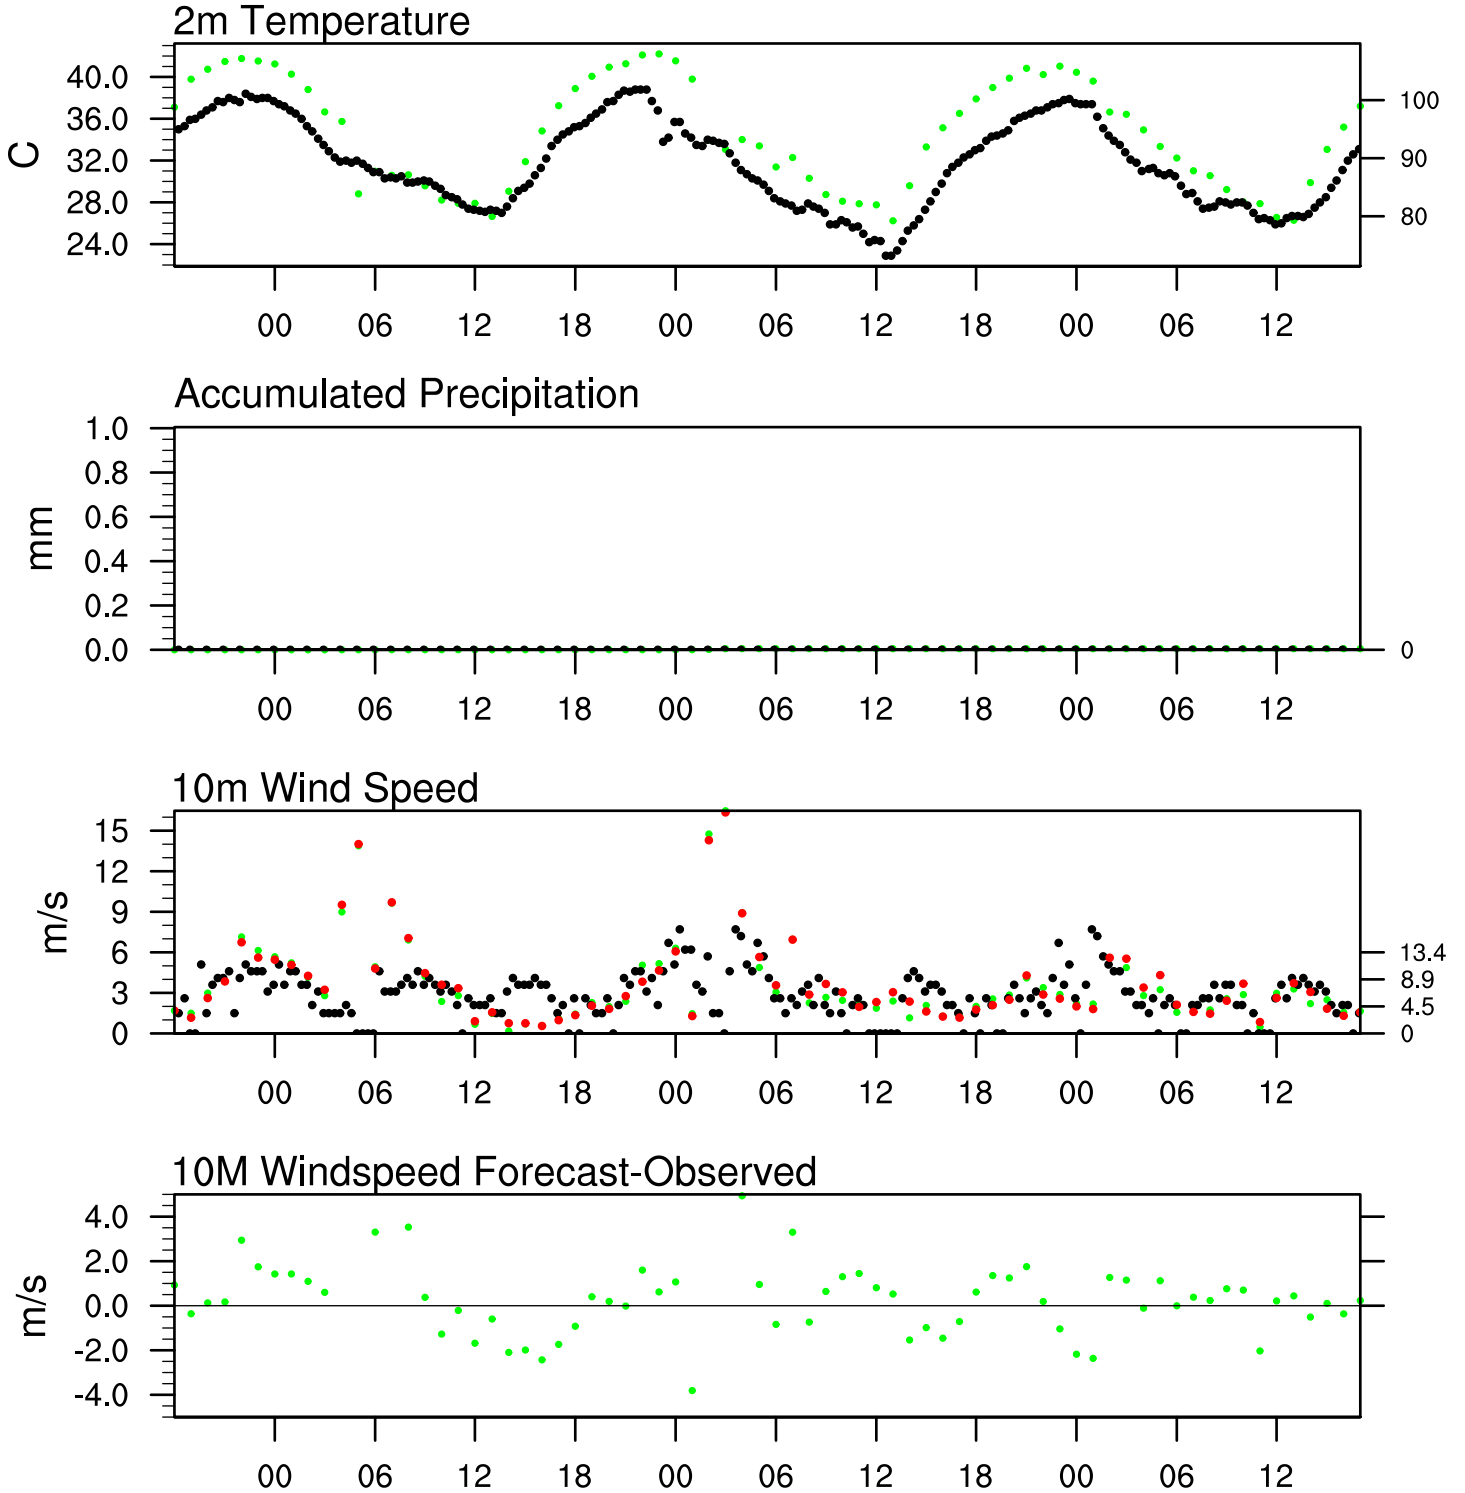 2m Temperature
40.0
36.0
32.0
28.0
24.0
C
100
90
80
00 06 12 18 00 06 12 18 00 06 12
Accumulated Precipitation
1.0
0.8
0.6
0.4
0.2
0.0
mm
0
00 06 12 18 00 06 12 18 00 06 12
10m Wind Speed
15
12
9
6
3
0
m/s
13.4
8.9
4.5
0
00 06 12 18 00 06 12 18 00 06 12
10M Windspeed Forecast-Observed
4.0
2.0
0.0
-2.0
-4.0
m/s
00 06 12 18 00 06 12 18 00 06 12